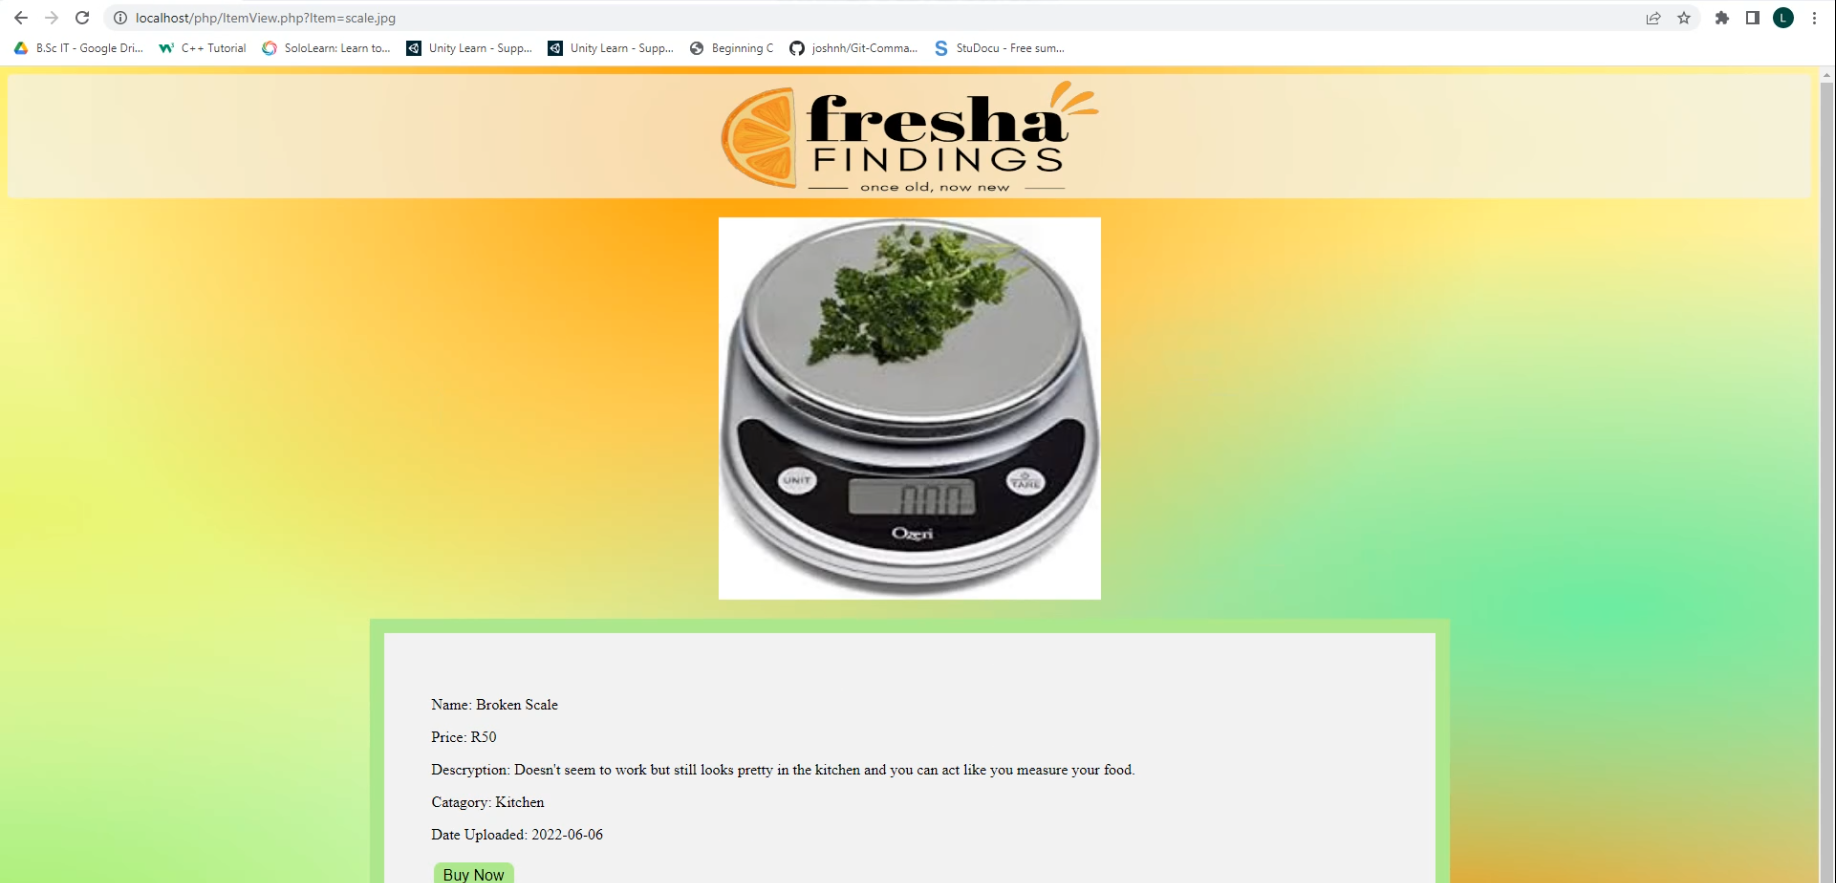 localhost/php/ItemView.php?Item=scale.jpg
L
B.Sc IT - Google Dri...
C++ Tutorial
SoloLearn: Learn to...
Unity Learn - Supp...
Unity Learn - Supp...
Beginning C
joshnh/Git-Comma...
StuDocu - Free sum...
fresha
FINDINGS
once old, now new
UNIT
TARE
000
Ozeri
Name: Broken Scale
Price: R50
Descryption: Doesn't seem to work but still looks pretty in the kitchen and you can act like you measure your food.
Catagory: Kitchen
Date Uploaded: 2022-06-06
Buy Now